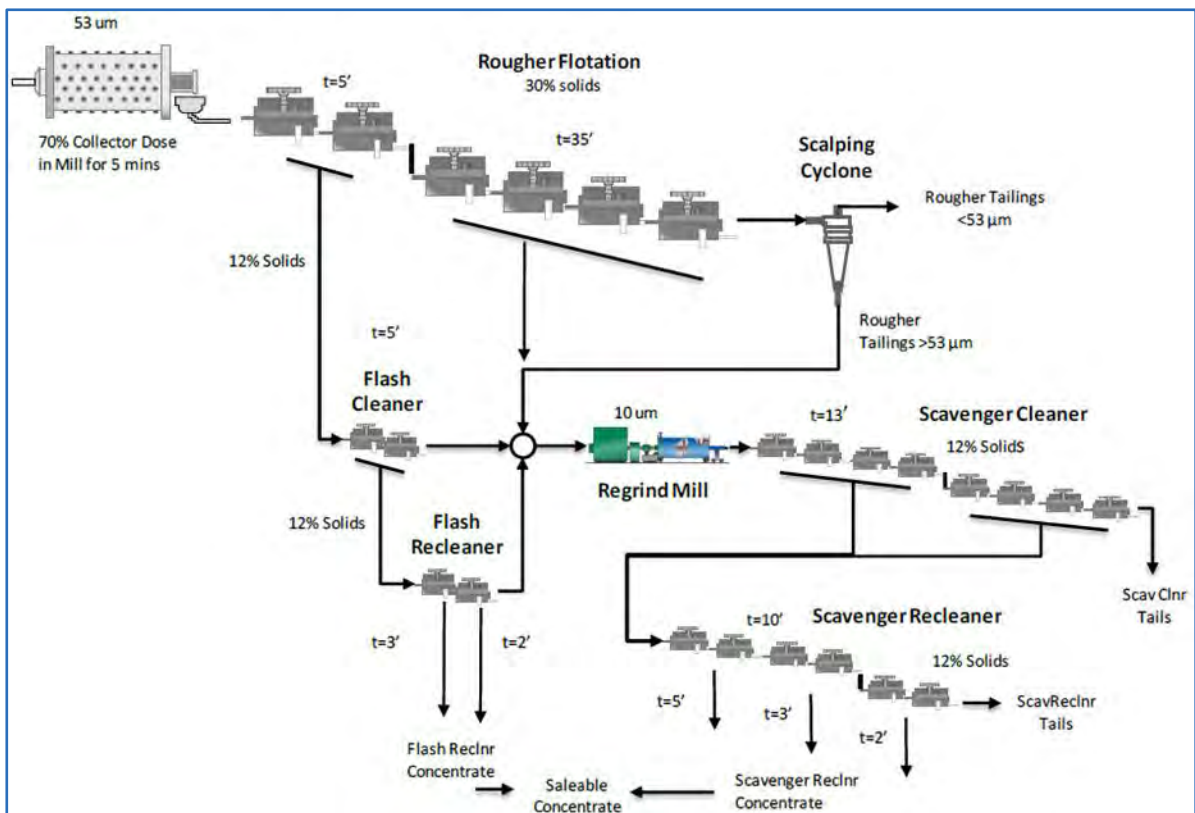 53 um
70% Collector Dose
in Mill for 5 mins
t=5’
Rougher Flotation
30% solids
t=35’
Scalping
Cyclone
Rougher Tailings
<53 µm
12% Solids
Rougher
Tailings >53 µm
t=5’
Flash
Cleaner
10 um
Regrind Mill
t=13’
Scavenger Cleaner
12% SolidS
12% Solids
Flash
Recleaner
t=3’
t=2’
Scav Clnr
Tails
Scavenger Recleaner
t=10’
12% Solids
t=5’
t=3’
t=2’
ScavReclnr
Tails
Flash Reclnr
Concentrate
Saleable
Concentrate
Scavenger Reclnr
Concentrate